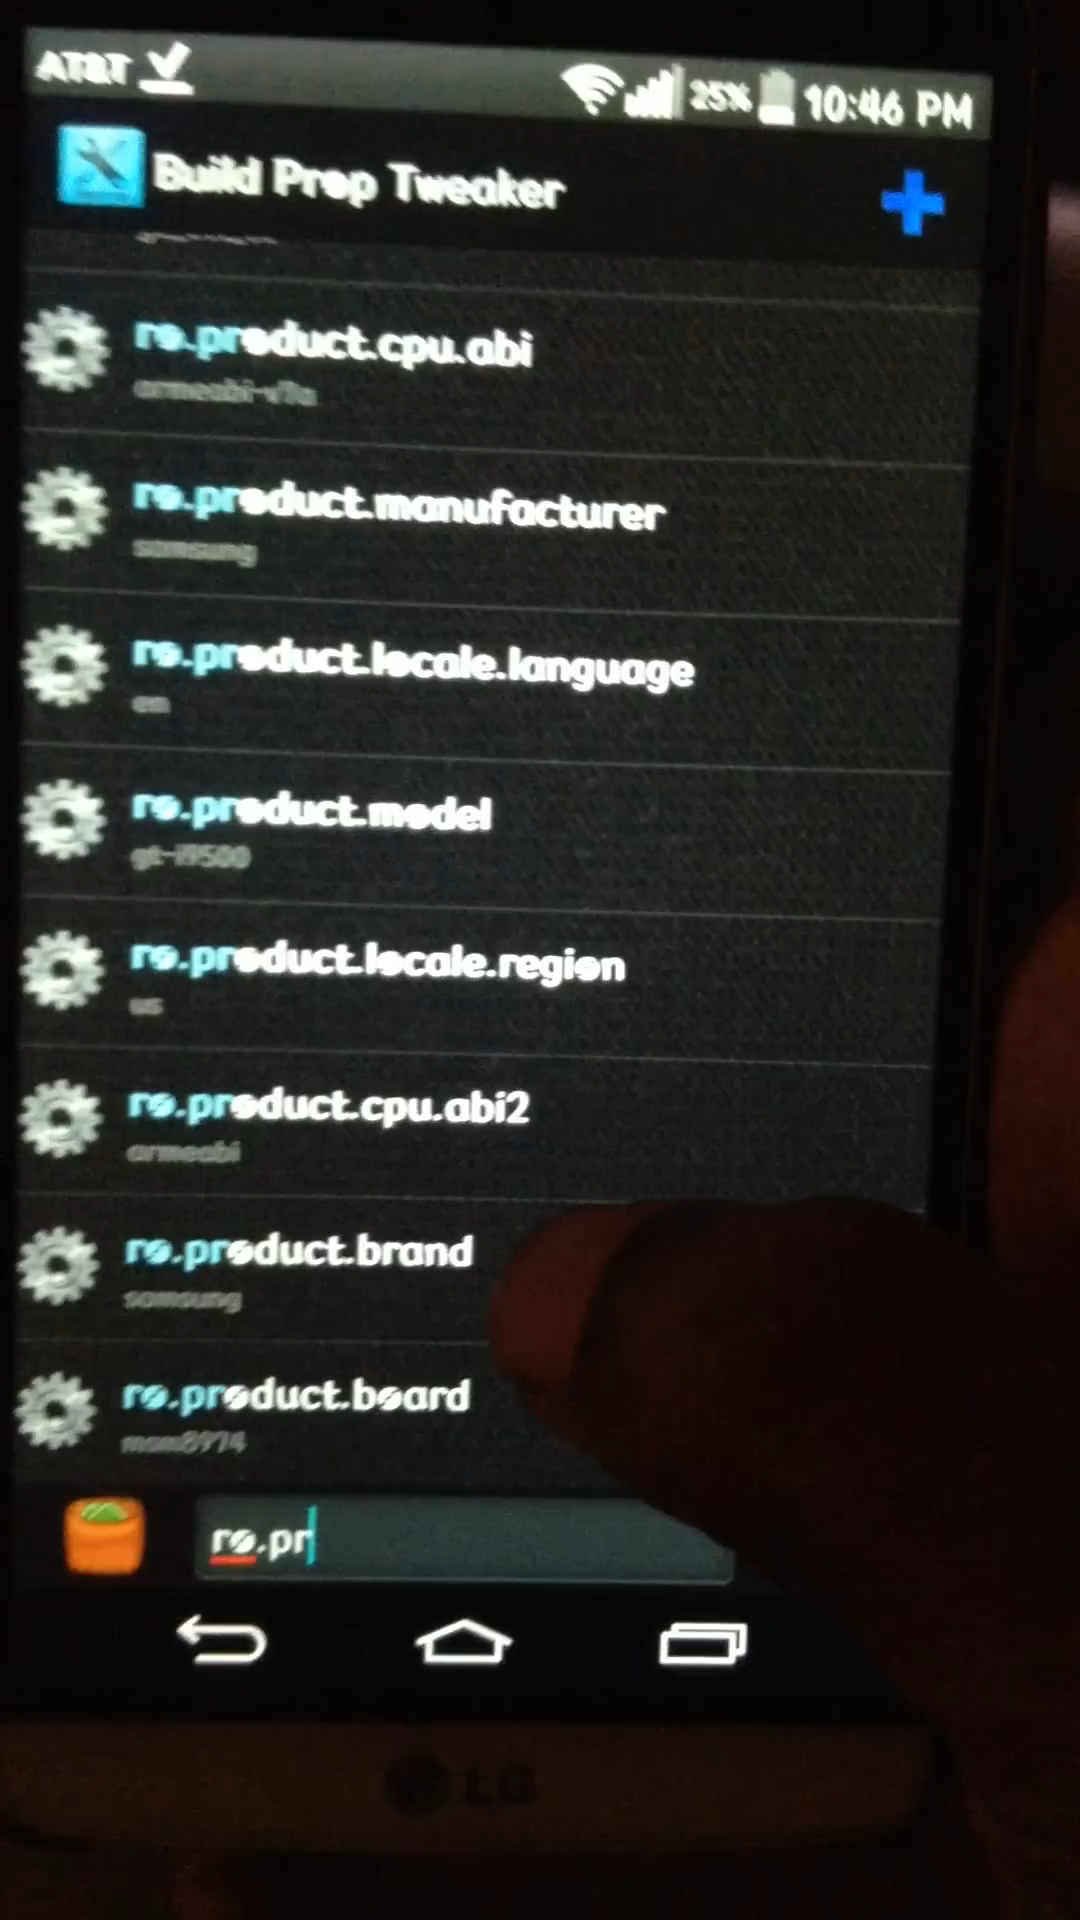 AT&T 25% 10:46 PM
Build Prop Tweaker
ro.product.cpu.abi
armeabi-v7a
ro.product.manufacturer
samsung
ro.product.locale.language
en
ro.product.model
gt-i9500
ro.product.locale.region
us
ro.product.cpu.abi2
armeabi
ro.product.brand
samsung
ro.product.board
msm8974
ro.pr
LG